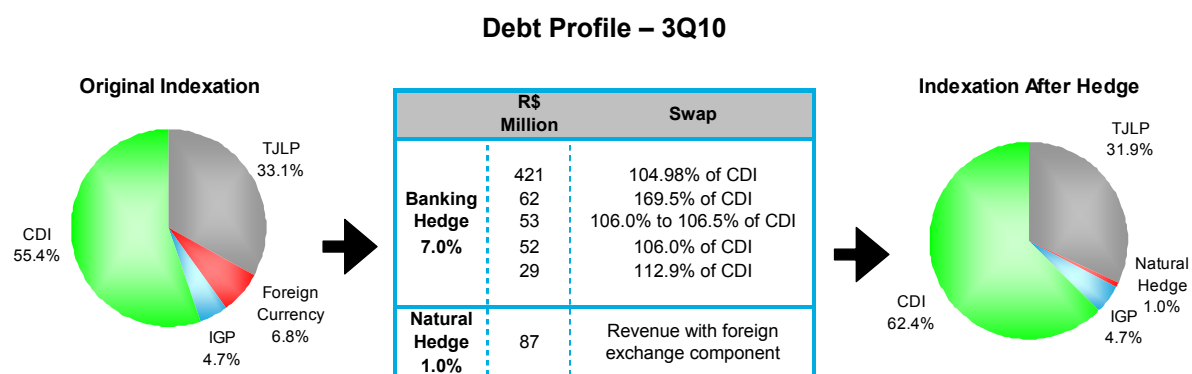 Debt Profile – 3Q10
Original Indexation
TJLP
33.1%
CDI
55.4%
Foreign
Currency
6.8%
IGP
4.7%
R$
Million
Swap
Banking
Hedge
7.0%
421 104.98% of CDI
62 169.5% of CDI
53 106.0% to 106.5% of CDI
52 106.0% of CDI
29 112.9% of CDI
Natural
Hedge
1.0%
87
Revenue with foreign
exchange component
Indexation After Hedge
TJLP
31.9%
Natural
Hedge
1.0%
IGP
4.7%
CDI
62.4%